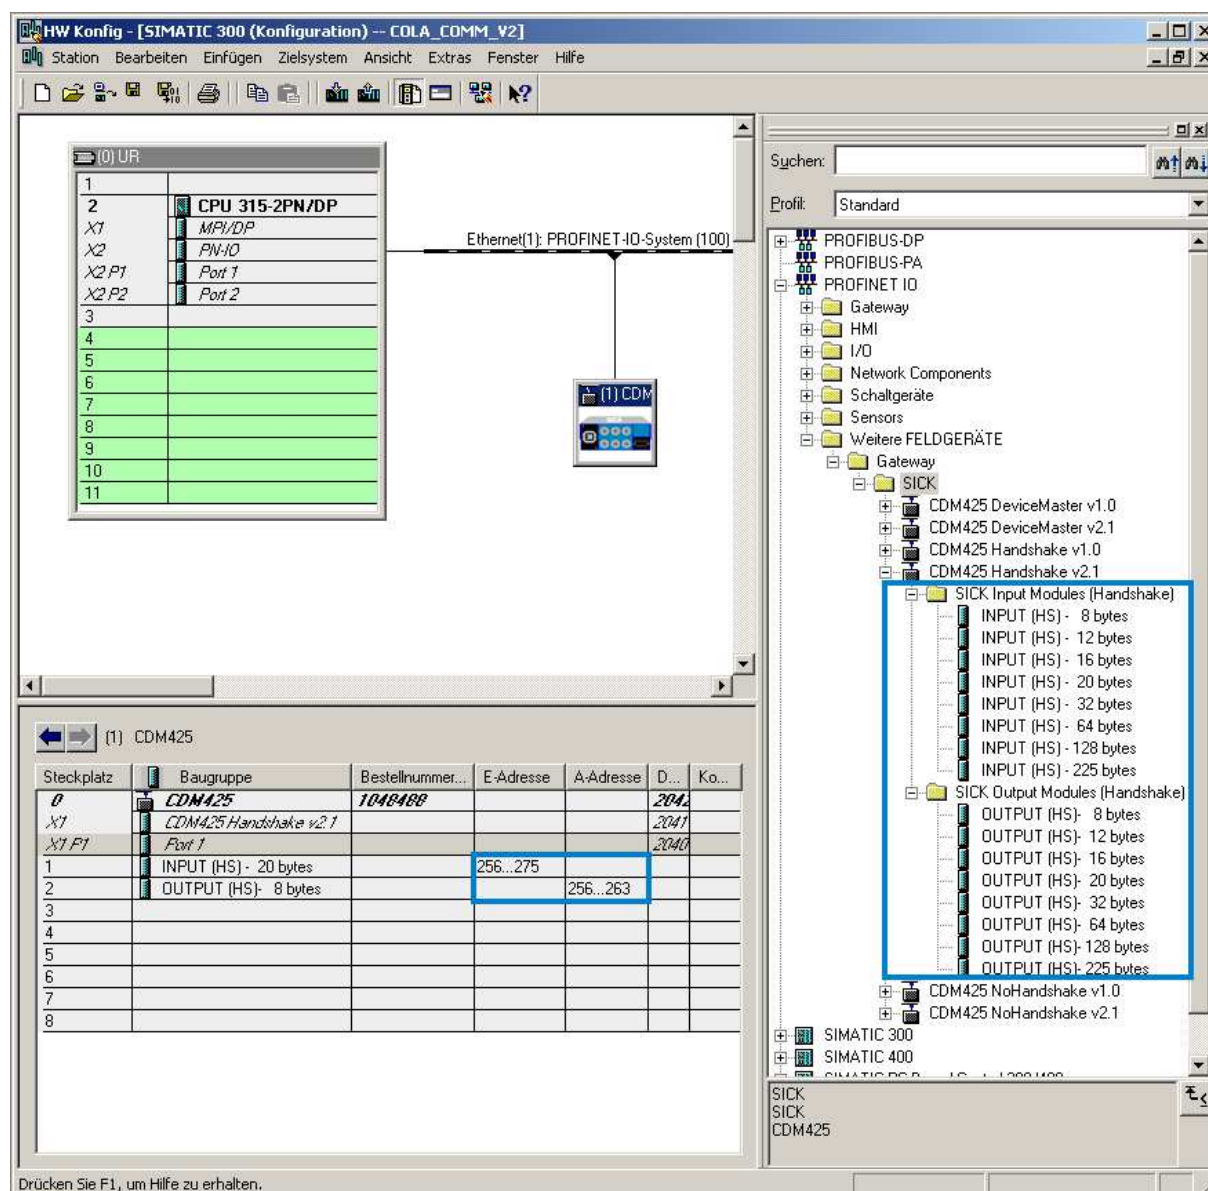 HW Konfig - [SIMATIC 300 (Konfiguration) -- COLA_COMM_V2]
Station Bearbeiten Einfügen Zielsystem Ansicht Extras Fenster Hilfe
(0) UR
1
2 CPU 315-2PN/DP
X1 MPI/DP
X2 PN-IO
X2 P1 Port 1
X2 P2 Port 2
3
4
5
6
7
8
9
10
11
Ethernet(1): PROFINET-IO-System (100)
(1) CDM
Suchen:
Profil: Standard
PROFIBUS-DP
PROFIBUS-PA
PROFINET IO
Gateway
HMI
I/O
Network Components
Schaltgeräte
Sensors
Weitere FELDGERÄTE
Gateway
SICK
CDM425 DeviceMaster v1.0
CDM425 DeviceMaster v2.1
CDM425 Handshake v1.0
CDM425 Handshake v2.1
SICK Input Modules (Handshake)
INPUT (HS) - 8 bytes
INPUT (HS) - 12 bytes
INPUT (HS) - 16 bytes
INPUT (HS) - 20 bytes
INPUT (HS) - 32 bytes
INPUT (HS) - 64 bytes
INPUT (HS) - 128 bytes
INPUT (HS) - 225 bytes
SICK Output Modules (Handshake)
OUTPUT (HS)- 8 bytes
OUTPUT (HS)- 12 bytes
OUTPUT (HS)- 16 bytes
OUTPUT (HS)- 20 bytes
OUTPUT (HS)- 32 bytes
OUTPUT (HS)- 64 bytes
OUTPUT (HS)- 128 bytes
OUTPUT (HS)- 225 bytes
CDM425 NoHandshake v1.0
CDM425 NoHandshake v2.1
SIMATIC 300
SIMATIC 400
SICK
SICK
CDM425
(1) CDM425
Steckplatz Baugruppe Bestellnummer... E-Adresse A-Adresse D... Ko...
0 CDM425 1048488 2042
X1 CDM425 Handshake v2.1 2041
X1 P1 Port 1 2040
1 INPUT (HS) - 20 bytes 256...275
2 OUTPUT (HS)- 8 bytes 256...263
3
4
5
6
7
8
Drücken Sie F1, um Hilfe zu erhalten.